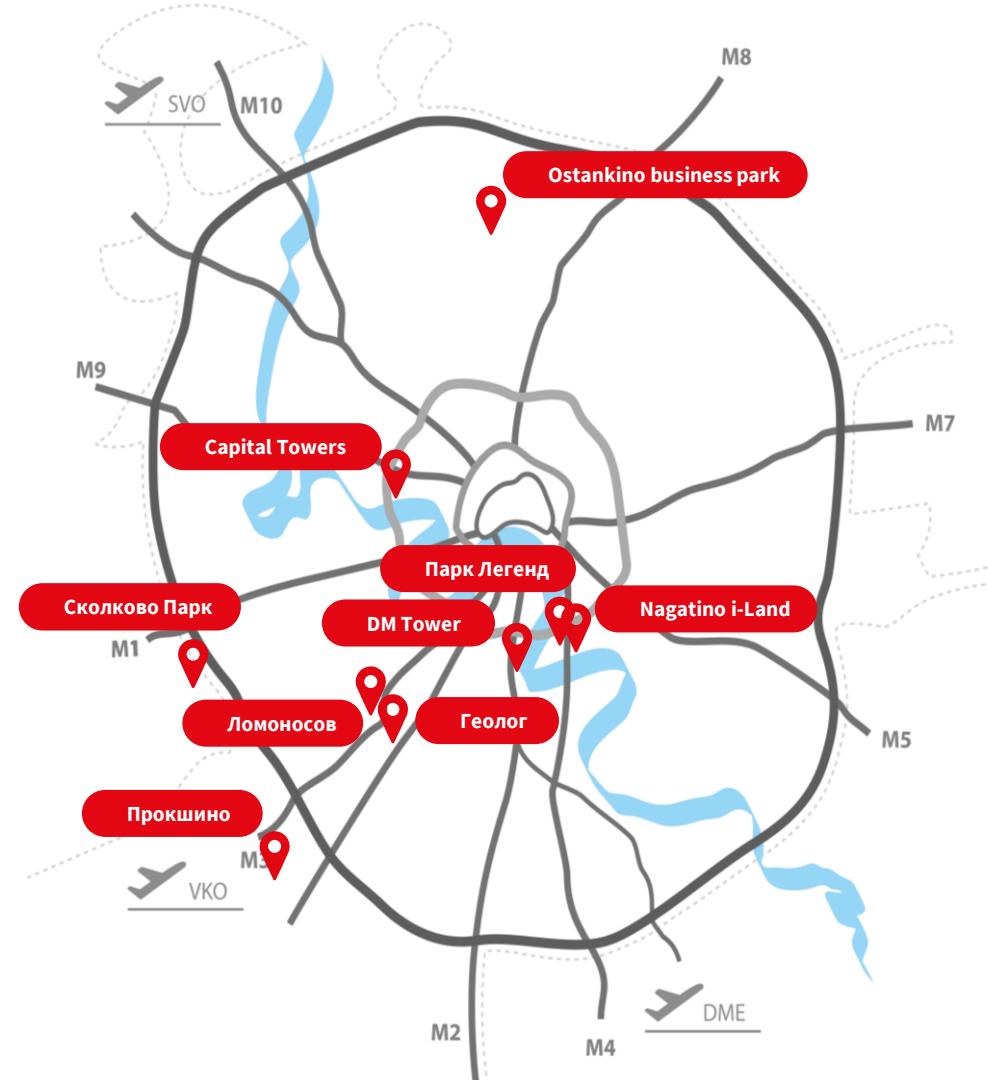 M8
SVO
M10
Ostankino business park
M9
M7
Capital Towers
Парк Легенд
Сколково Парк
Nagatino i-Land
DM Tower
M1
Ломоносов
Геолог
M5
Прокшино
M3
VKO
DME
M2
M4